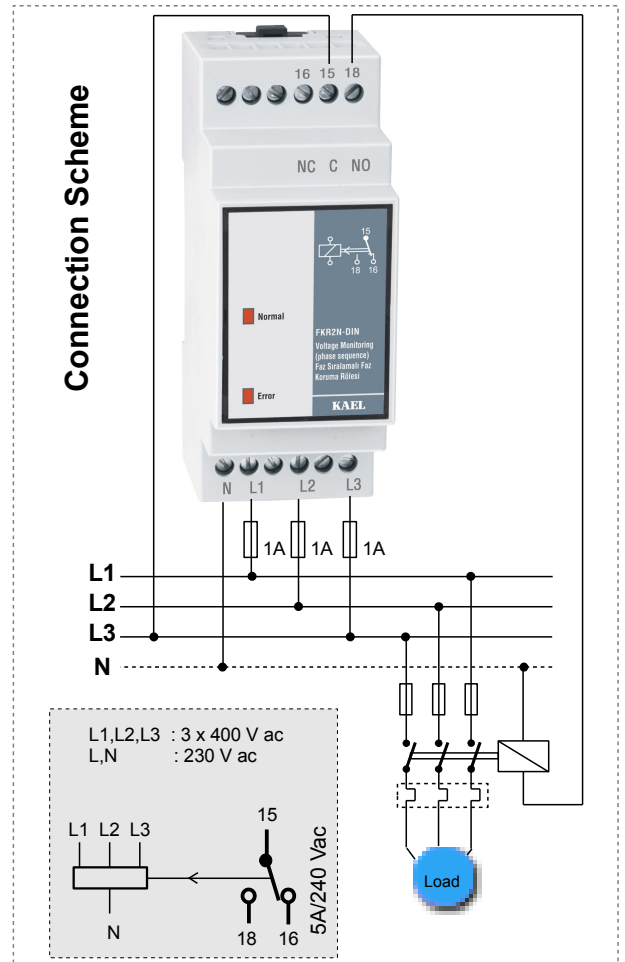 Connection Scheme
16 15 18
NC C NO
15
18 16
Normal
FKR2N-DIN
Voltage Monitoring
(phase sequence)
Faz Sıralamalı Faz
Koruma Rölesi
Error
KAEL
N L1 L2 L3
1A 1A 1A
L1
L2
L3
N
L1,L2,L3 : 3 x 400 V ac
L,N : 230 V ac
15
L1 L2 L3
5A/240 Vac
N
18 16
Load